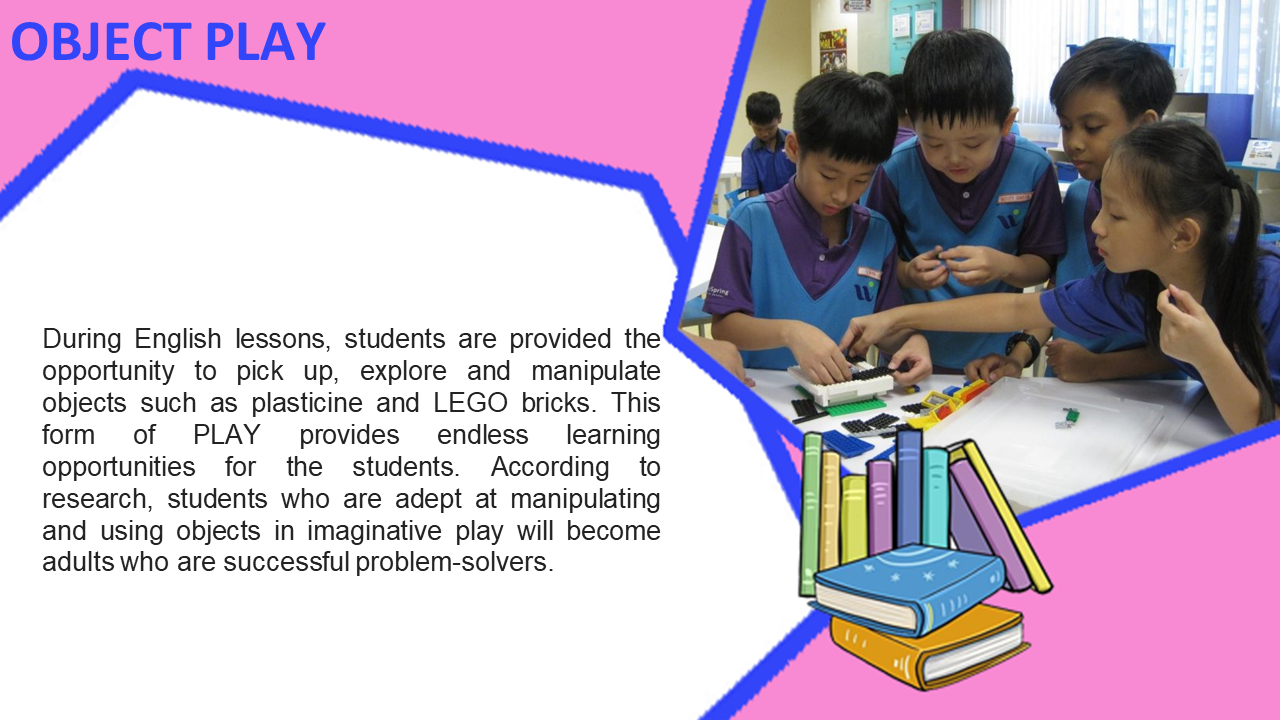 OBJECT PLAY
During English lessons, students are provided the
opportunity to pick up, explore and manipulate
objects such as plasticine and LEGO bricks. This
form of PLAY provides endless learning
opportunities for the students. According to
research, students who are adept at manipulating
and using objects in imaginative play will become
adults who are successful problem-solvers.